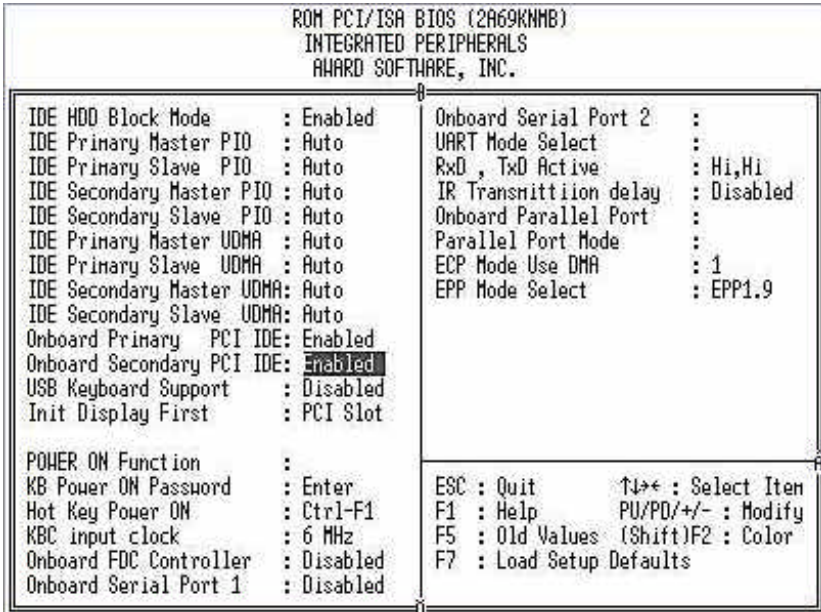 ROM PCI/ISA BIOS (2A69KNMB)
INTEGRATED PERIPHERALS
AWARD SOFTWARE, INC.
IDE HDD Block Mode : Enabled
IDE Primary Master PIO : Auto
IDE Primary Slave PIO : Auto
IDE Secondary Master PIO : Auto
IDE Secondary Slave PIO : Auto
IDE Primary Master UDMA : Auto
IDE Primary Slave UDMA : Auto
IDE Secondary Master UDMA: Auto
IDE Secondary Slave UDMA: Auto
Onboard Primary PCI IDE: Enabled
Onboard Secondary PCI IDE: Enabled
USB Keyboard Support : Disabled
Init Display First : PCI Slot
POWER ON Function :
KB Power ON Password : Enter
Hot Key Power ON : Ctrl-F1
KBC input clock : 6 MHz
Onboard FDC Controller : Disabled
Onboard Serial Port 1 : Disabled
Onboard Serial Port 2 :
UART Mode Select :
RxD , TxD Active : Hi,Hi
IR Transmittiion delay : Disabled
Onboard Parallel Port :
Parallel Port Mode :
ECP Mode Use DMA : 1
EPP Mode Select : EPP1.9
ESC : Quit ↑↓→← : Select Item
F1 : Help PU/PD/+/- : Modify
F5 : Old Values (Shift)F2 : Color
F7 : Load Setup Defaults